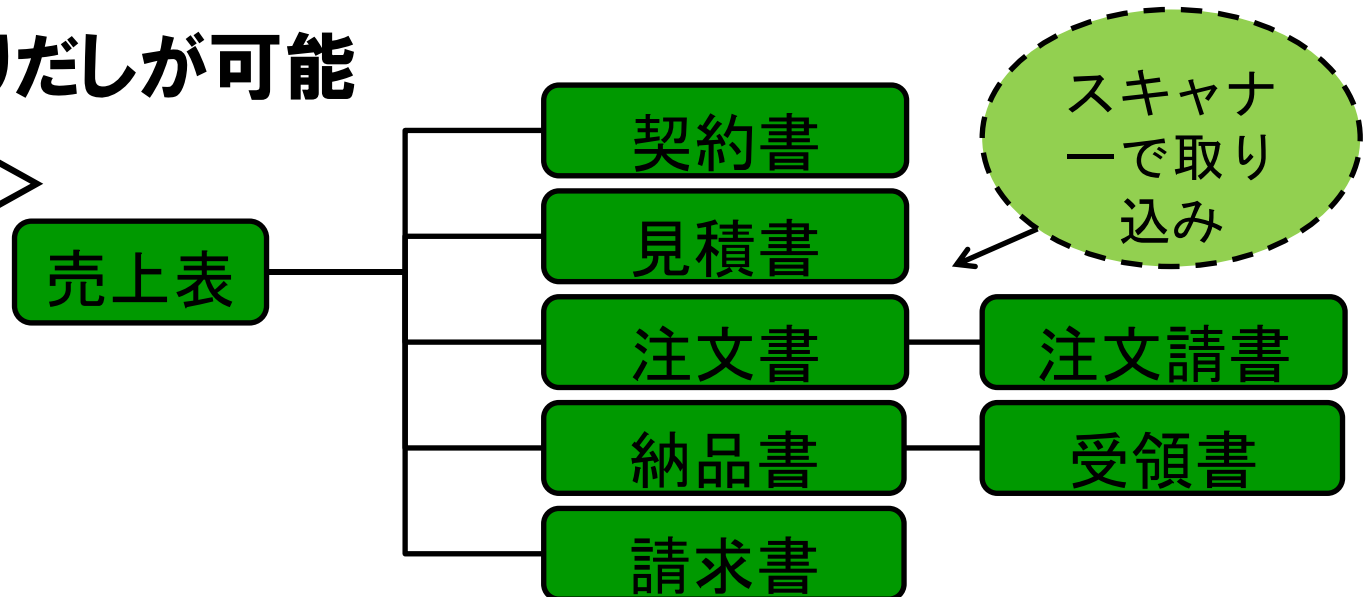 りだしが可能
スキャナ
ーで取り
込み
契約書
見積書
売上表
注文書
注文請書
納品書
受領書
請求書